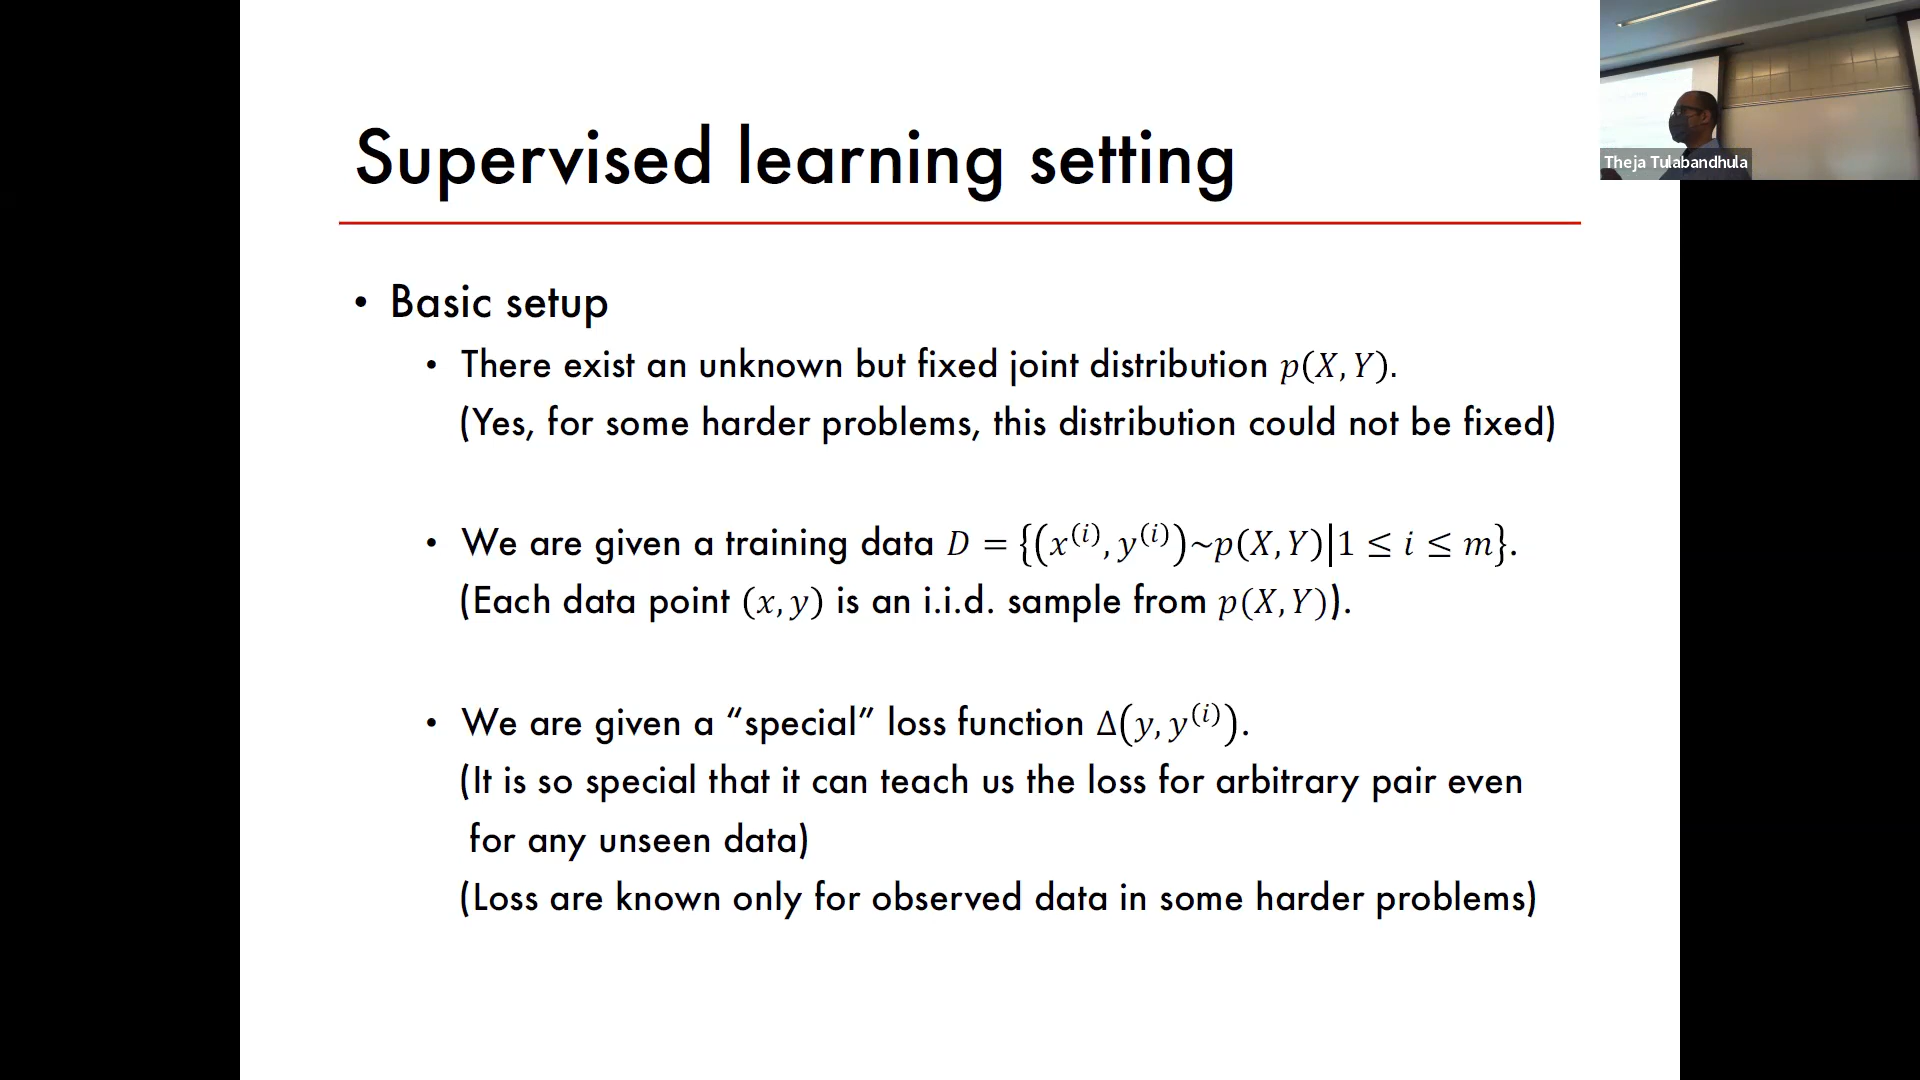 Supervised learning setting
Theja Tulabandhula
• Basic setup
• There exist an unknown but fixed joint distribution p(X, Y).
(Yes, for some harder problems, this distribution could not be fixed)
• We are given a training data D = {(x⁽ⁱ⁾, y⁽ⁱ⁾)~p(X, Y)|1 ≤ i ≤ m}.
(Each data point (x, y) is an i.i.d. sample from p(X, Y)).
• We are given a “special” loss function Δ(y, y⁽ⁱ⁾).
(It is so special that it can teach us the loss for arbitrary pair even
for any unseen data)
(Loss are known only for observed data in some harder problems)